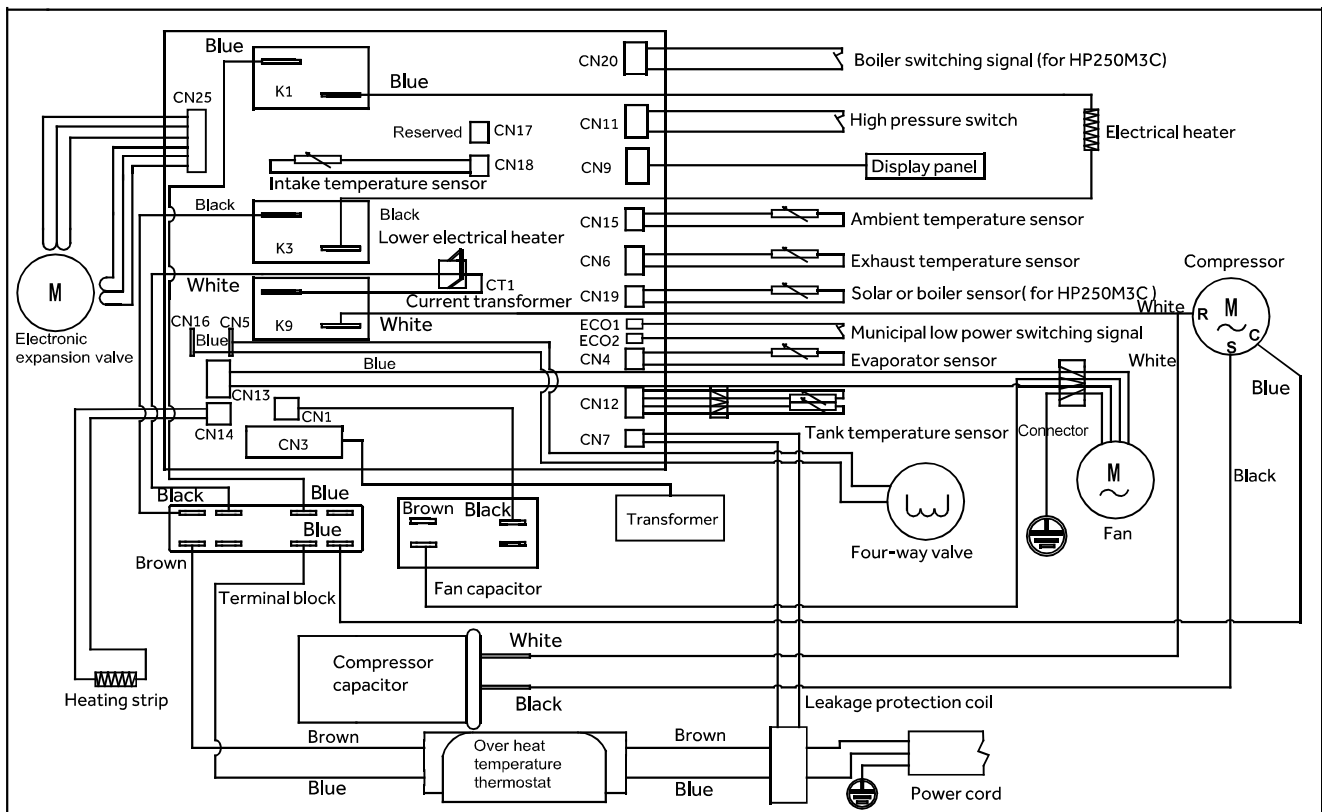 Blue
K1
Blue
CN25
Reserved
CN17
CN18
Intake temperature sensor
Black
K3
Black
Lower electrical heater
CT1
Current transformer
White
K9
White
CN16
CN5
Blue
Blue
CN13
CN14
CN1
CN3
M
Electronic
expansion valve
CN20
Boiler switching signal (for HP250M3C)
CN11
High pressure switch
CN9
Display panel
Electrical heater
CN15
Ambient temperature sensor
CN6
Exhaust temperature sensor
CN19
Solar or boiler sensor( for HP250M3C )
ECO1
ECO2
Municipal low power switching signal
CN4
Evaporator sensor
CN12
Tank temperature sensor
CN7
Compressor
White
R
M
S
C
White
Blue
Black
Connector
M
Fan
Four-way valve
Black
Blue
Blue
Brown
Terminal block
Brown
Black
Fan capacitor
Transformer
Heating strip
Compressor
capacitor
White
Black
Leakage protection coil
Brown
Over heat
temperature
thermostat
Brown
Blue
Blue
Power cord